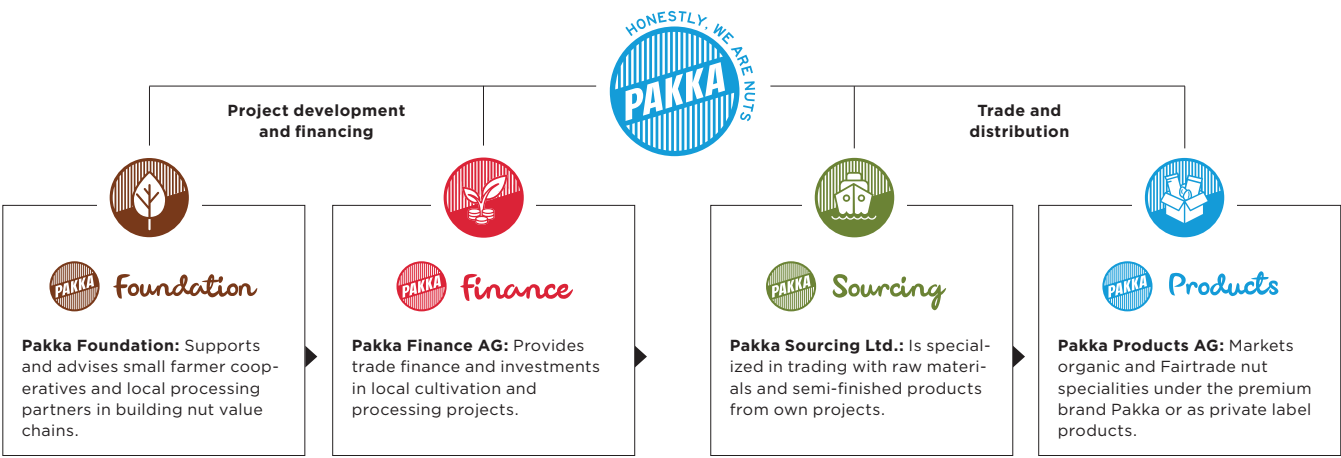 HONESTLY. WE ARE NUTS
PAKKA
Project development
and financing
Trade and
distribution
PAKKA Foundation
Pakka Foundation: Supports
and advises small farmer coop-
eratives and local processing
partners in building nut value
chains.
PAKKA Finance
Pakka Finance AG: Provides
trade finance and investments
in local cultivation and
processing projects.
PAKKA Sourcing
Pakka Sourcing Ltd.: Is special-
ized in trading with raw materi-
als and semi-finished products
from own projects.
PAKKA Products
Pakka Products AG: Markets
organic and Fairtrade nut
specialities under the premium
brand Pakka or as private label
products.